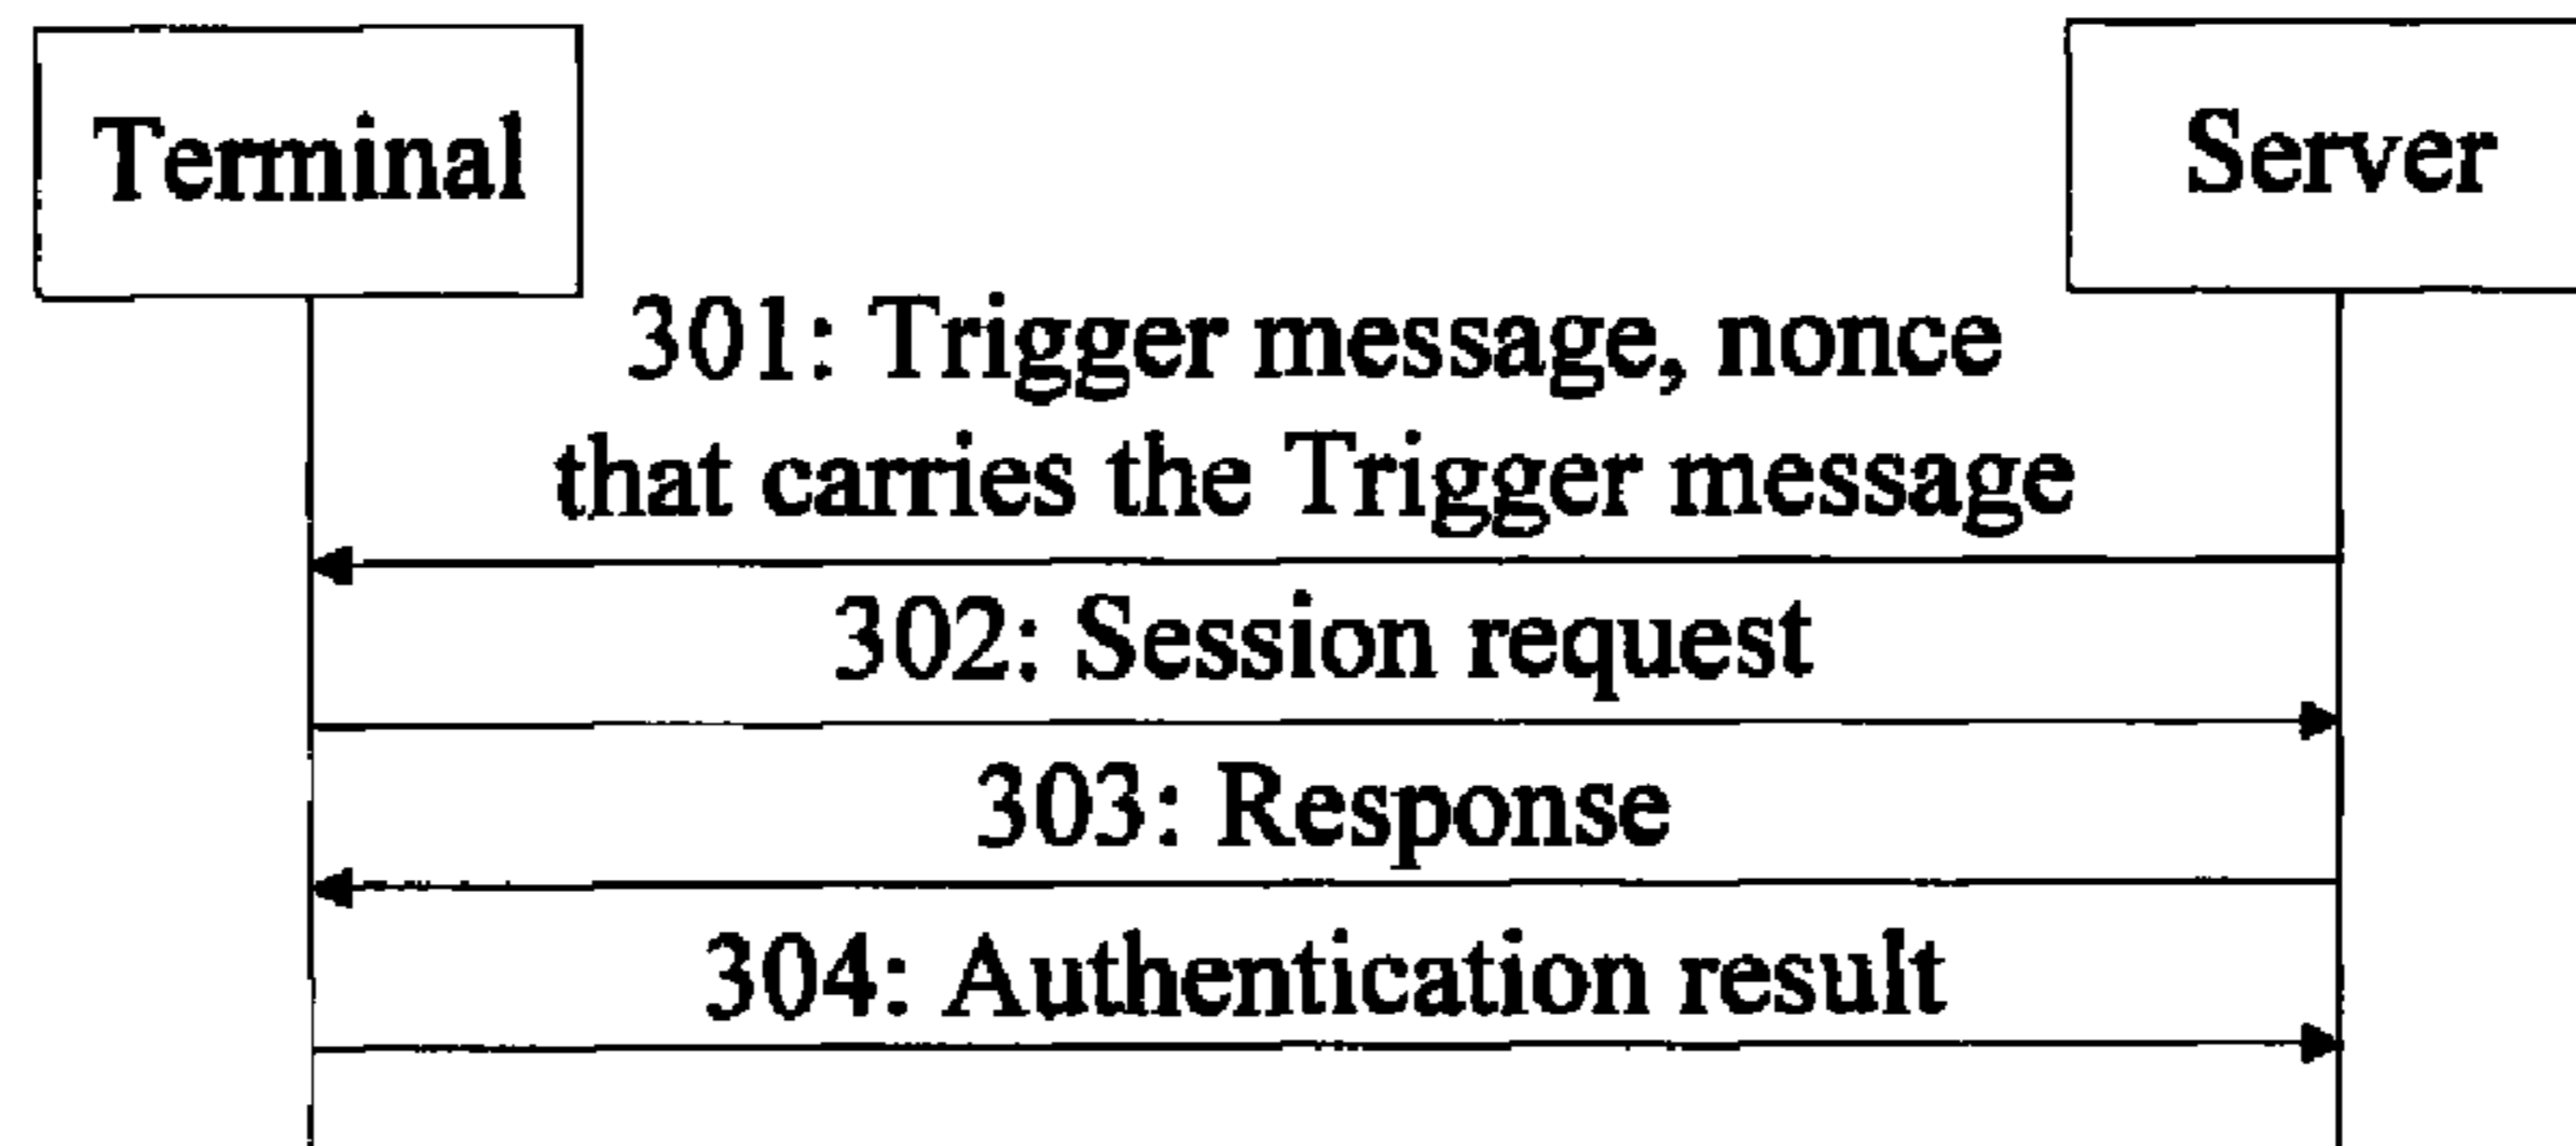 Terminal
Server
301: Trigger message, nonce
that carries the Trigger message
302: Session request
303: Response
304: Authentication result